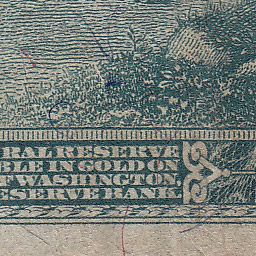 RAL RESERVE
BLE IN GOLD ON
F WASHINGTON,
ESERVE BANK